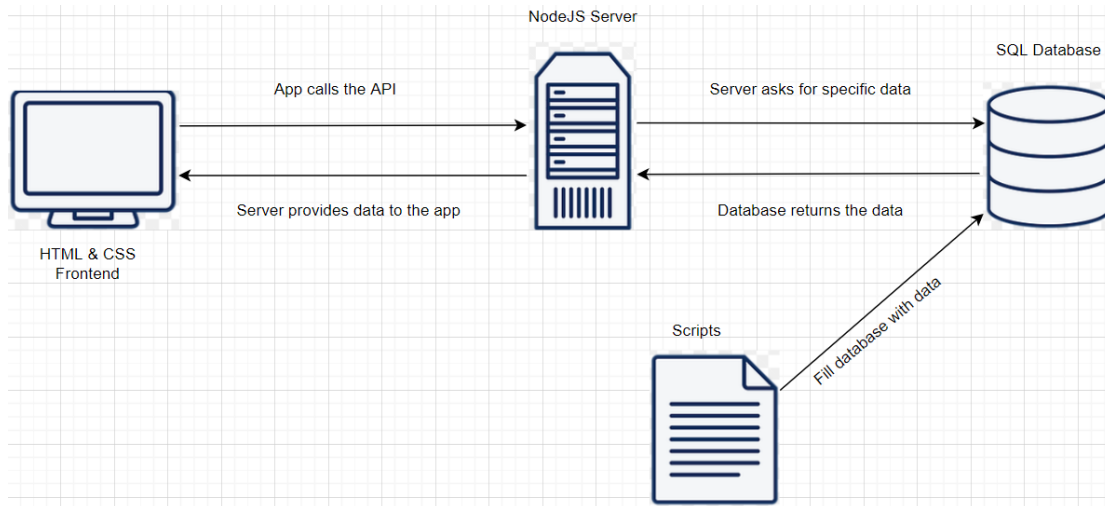 NodeJS Server
SQL Database
App calls the API
Server asks for specific data
Server provides data to the app
Database returns the data
HTML & CSS
Frontend
Scripts
Fill database with data